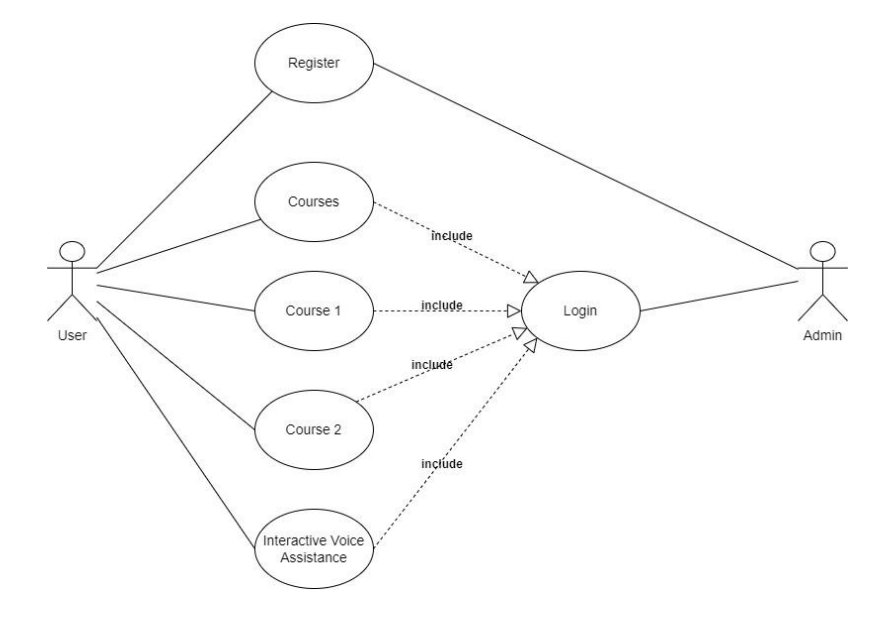 Register
Courses
include
Course 1
include
Login
User
Admin
include
Course 2
include
Interactive Voice
Assistance